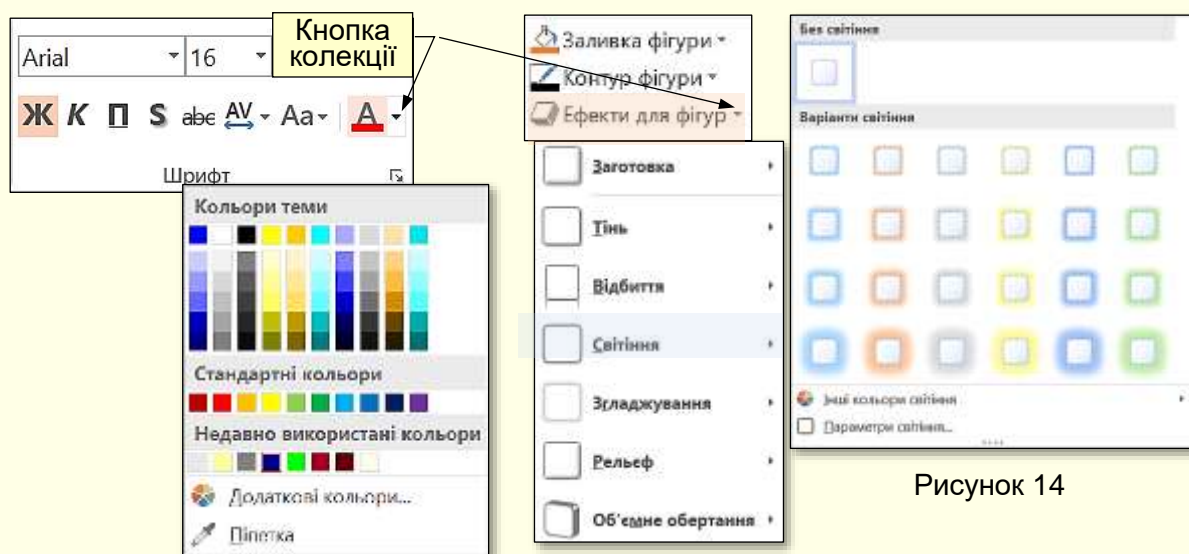 Кнопка
колекції
Arial 16
Ж К П S abc AV Aa А
Шрифт
Кольори теми
Стандартні кольори
Недавно використані кольори
Додаткові кольори...
Піпетка
Заливка фігури
Контур фігури
Ефекти для фігур
Заготовка
Тінь
Відбиття
Світіння
Згладжування
Рельєф
Об'ємне обертання
Без світіння
Варіанти світіння
Інші кольори світіння
Параметри світіння...
Рисунок 14